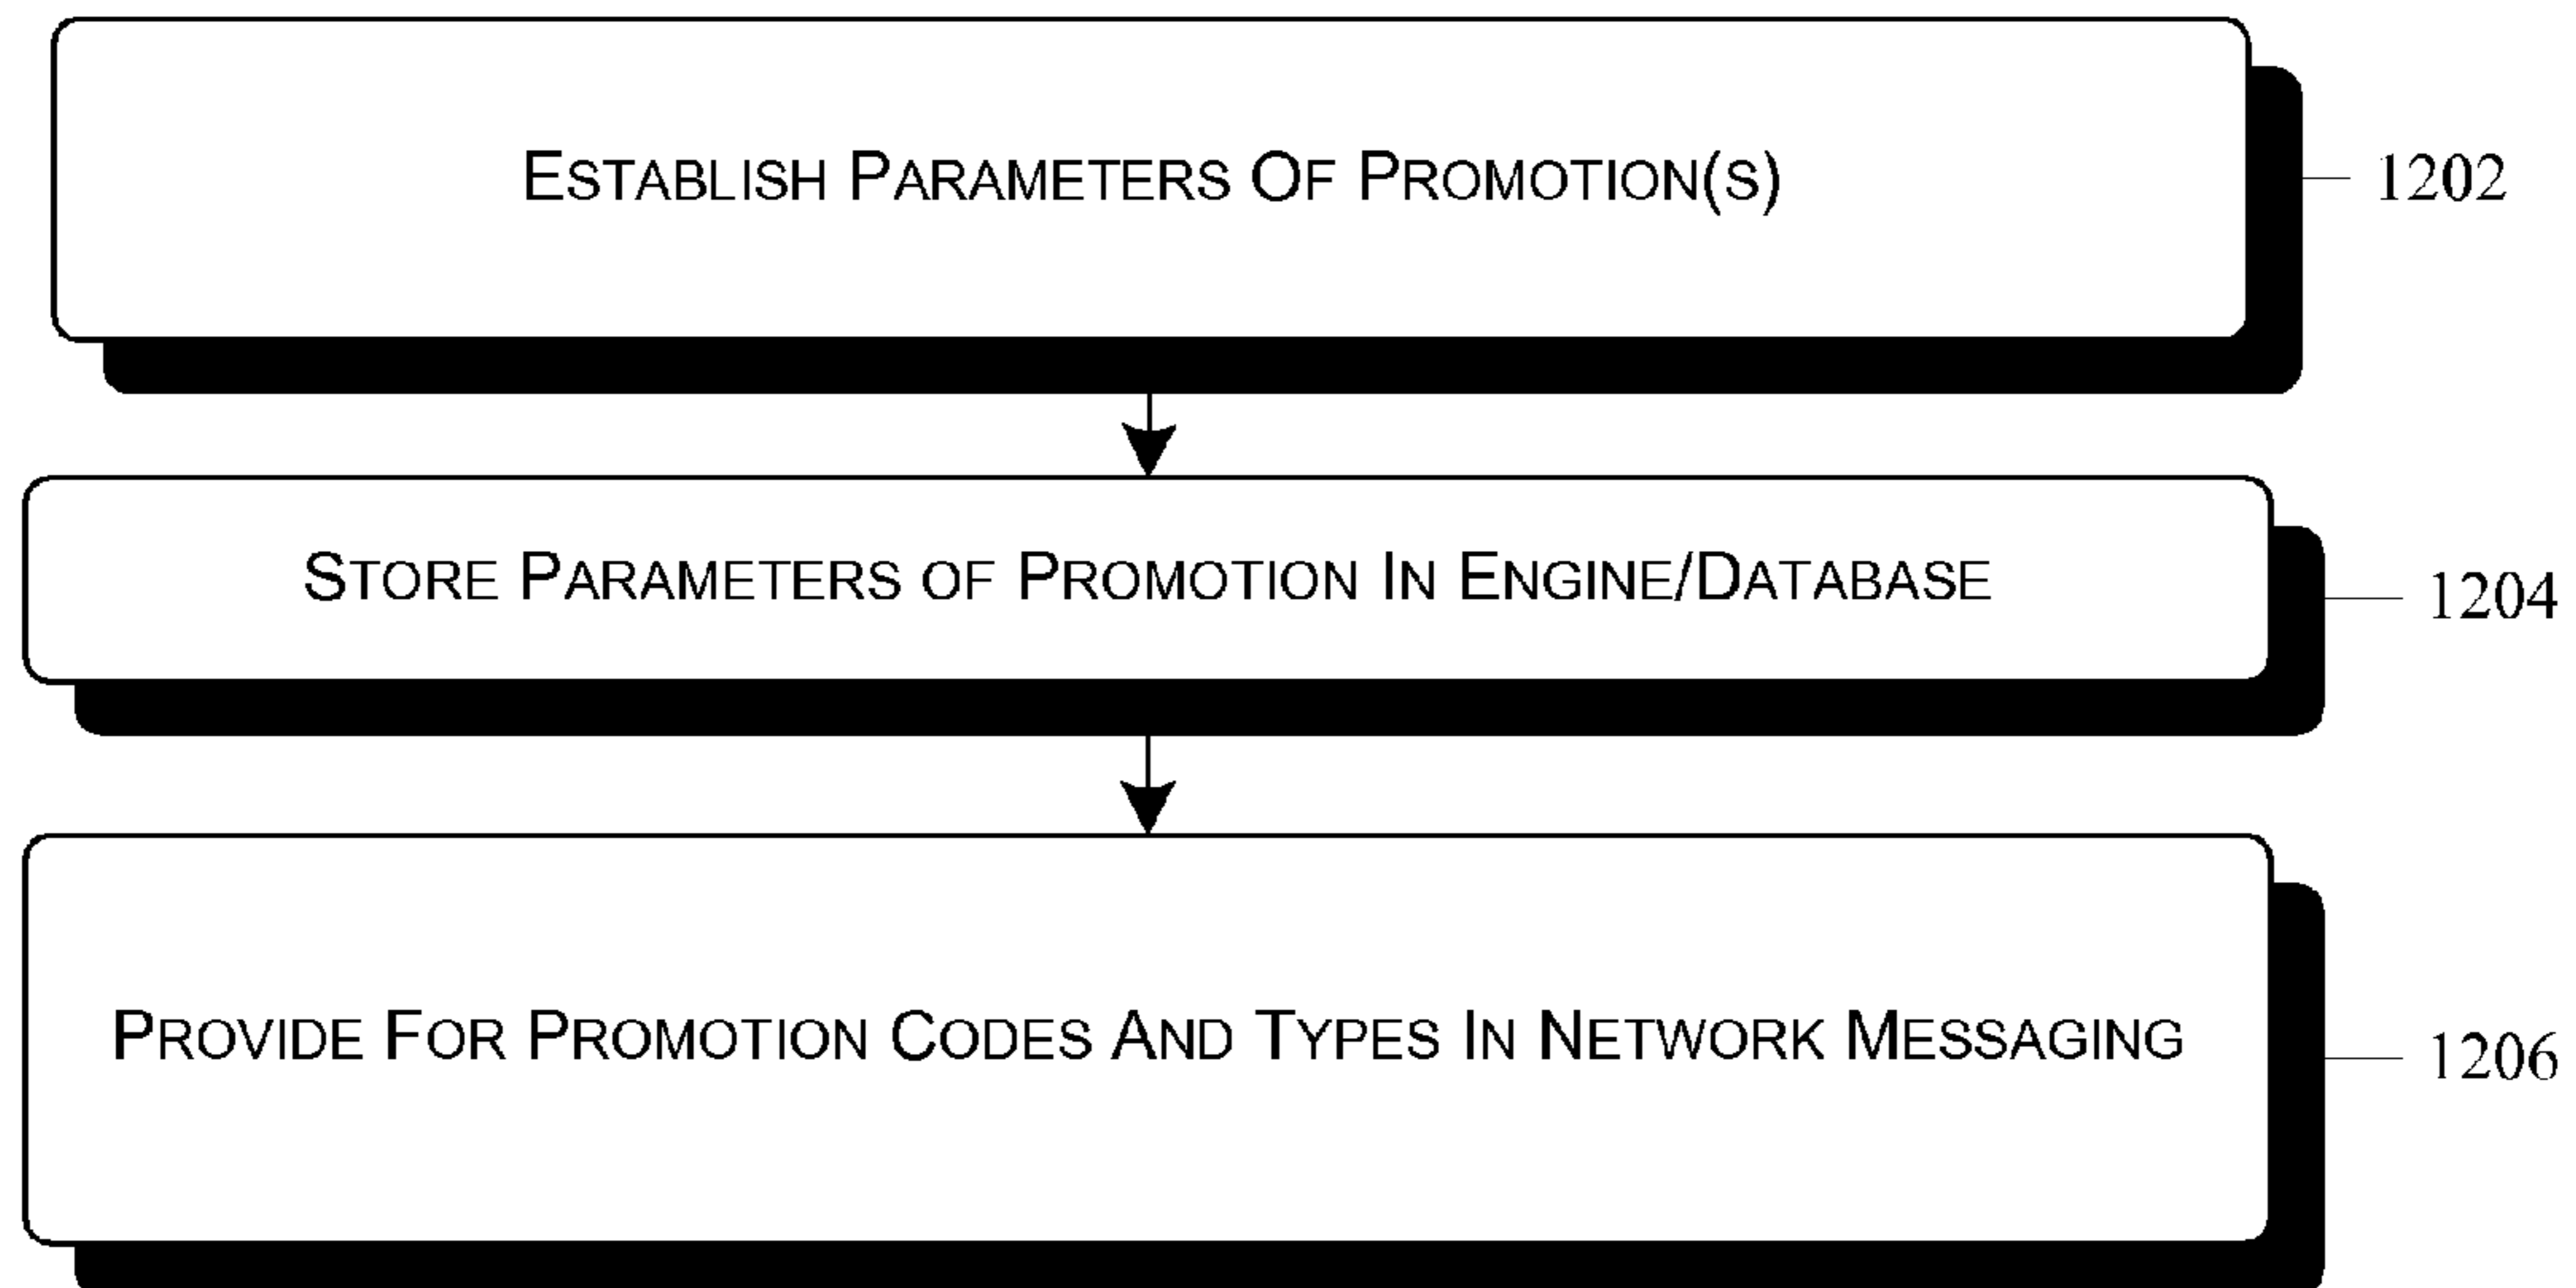 ESTABLISH PARAMETERS OF PROMOTION(S)
1202
STORE PARAMETERS OF PROMOTION IN ENGINE/DATABASE
1204
PROVIDE FOR PROMOTION CODES AND TYPES IN NETWORK MESSAGING
1206